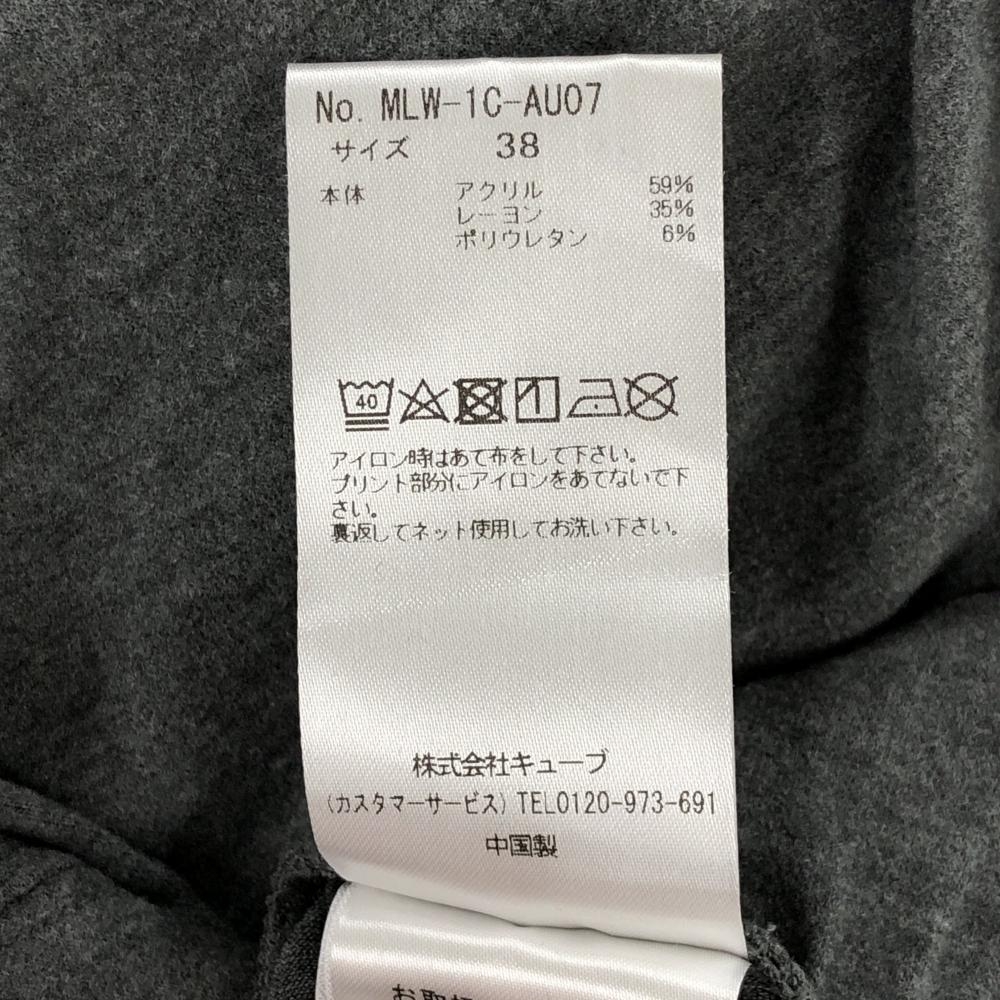 No. MLW-1C-AU07
サイズ 38
本体 アクリル 59%
レーヨン 35%
ポリウレタン 6%
40
アイロン時はあて布をして下さい。
プリント部分にアイロンをあてないで下
さい。
裏返してネット使用してお洗い下さい。
株式会社キューブ
(カスタマーサービス) TEL0120-973-691
中国製